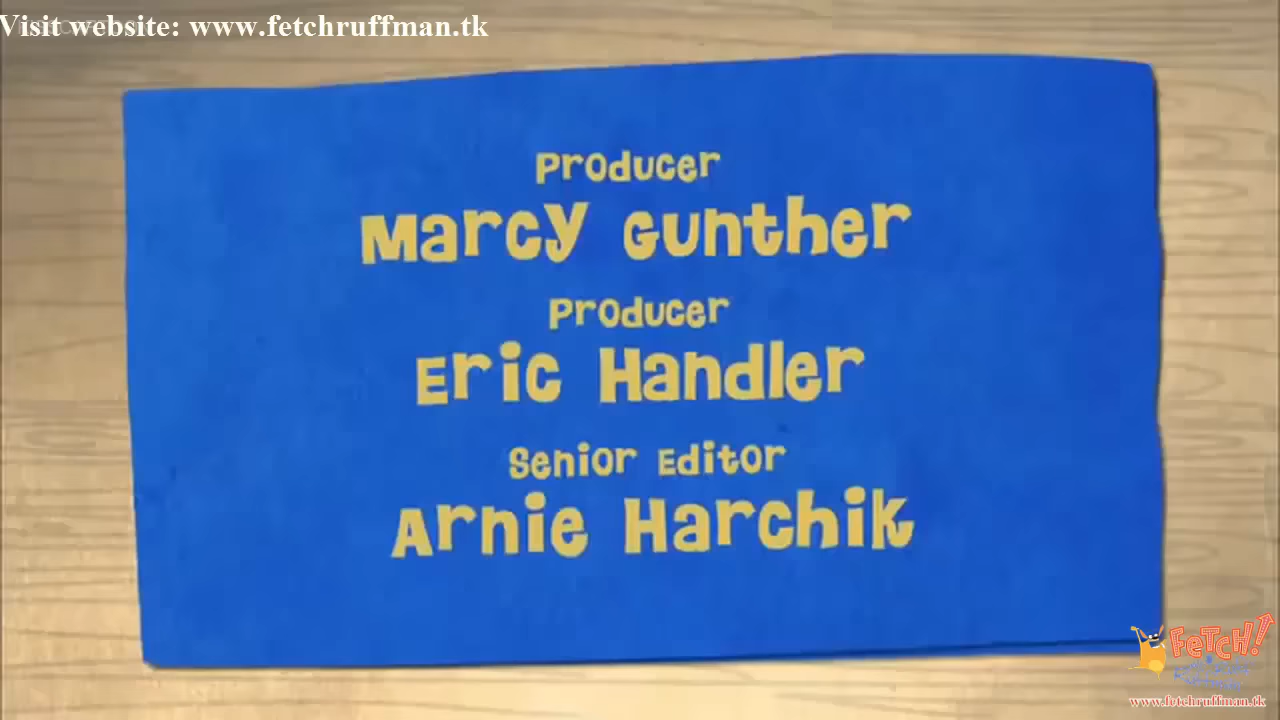 Visit website: www.fetchruffman.tk
Producer
Marcy Gunther
Producer
Eric Handler
Senior Editor
Arnie Harchik
FETCH!
www.fetchruffman.tk